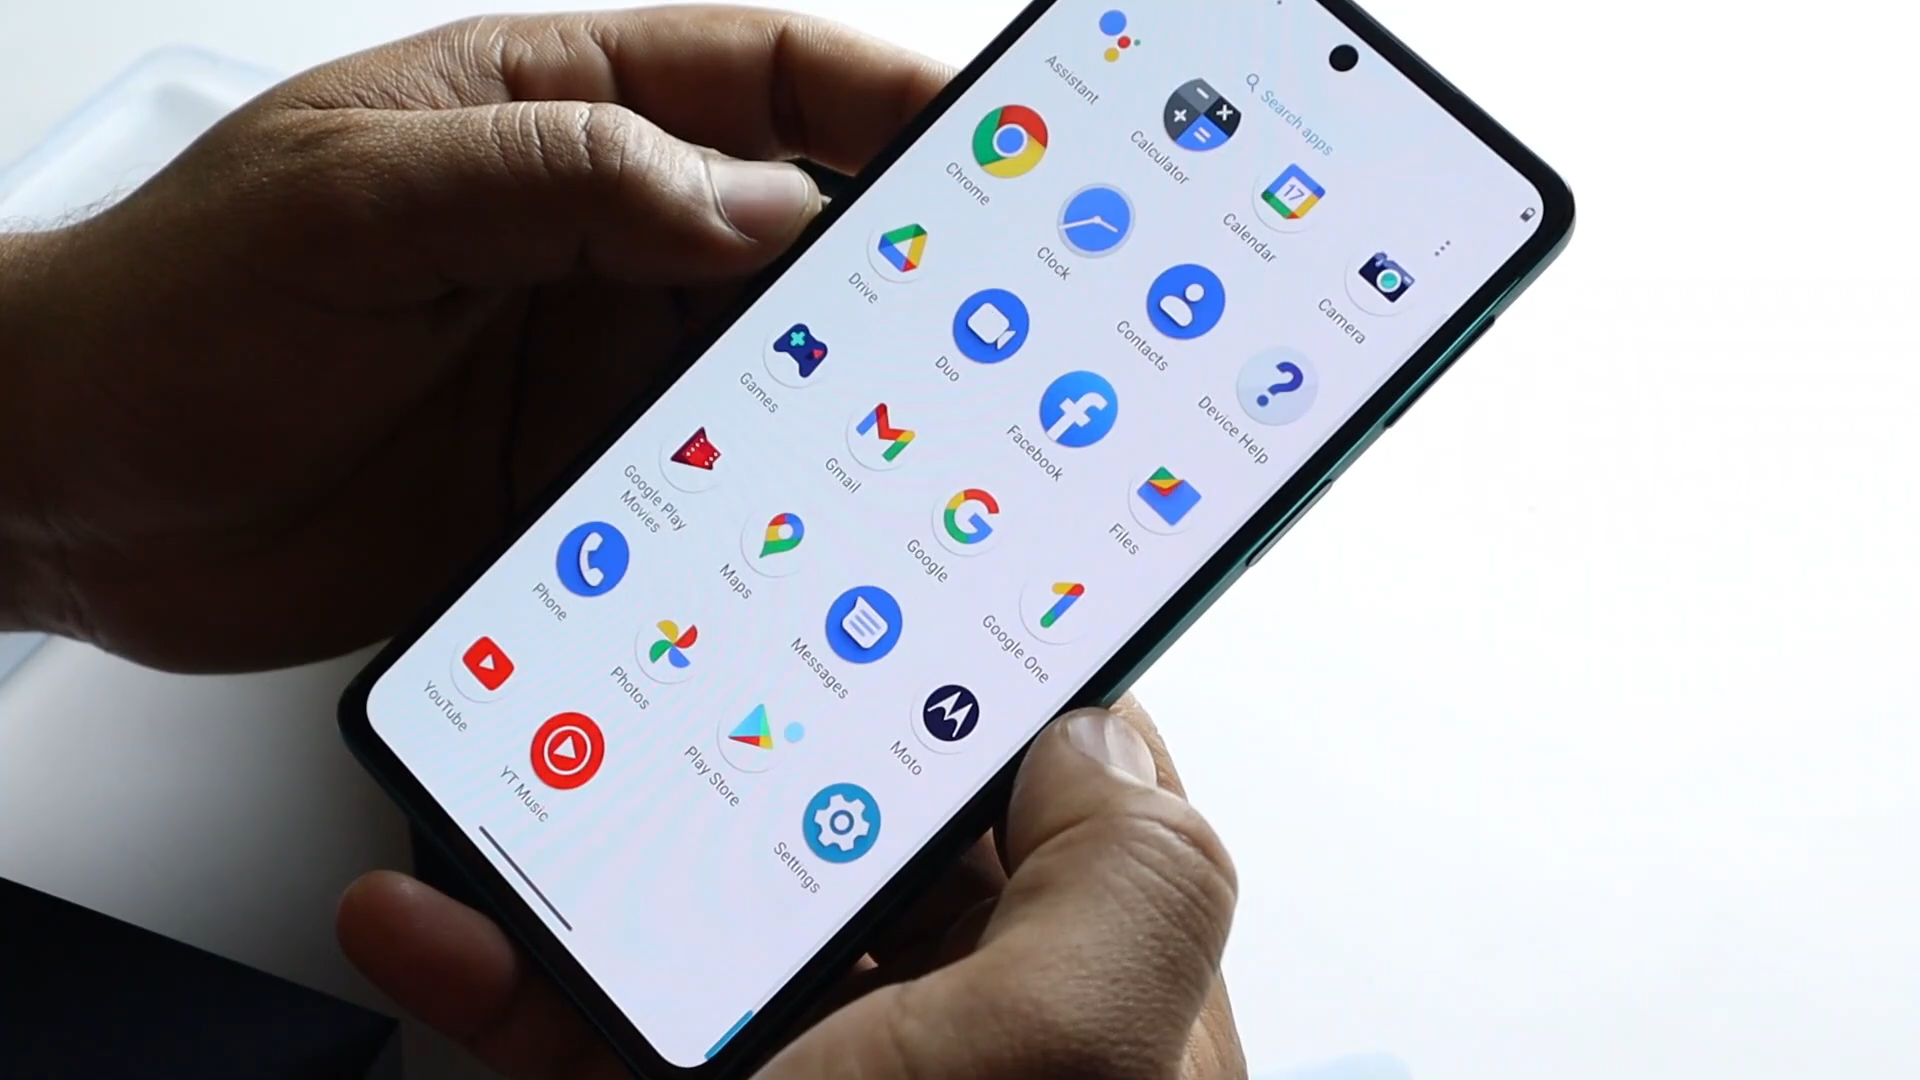 Search apps
Assistant
Calculator
Calendar
17
Camera
Chrome
Clock
Contacts
Device Help
Drive
Duo
Facebook
Files
Games
Gmail
Google
Google One
Google Play
Movies
Maps
Messages
Moto
Phone
Photos
Play Store
Settings
YouTube
YT Music